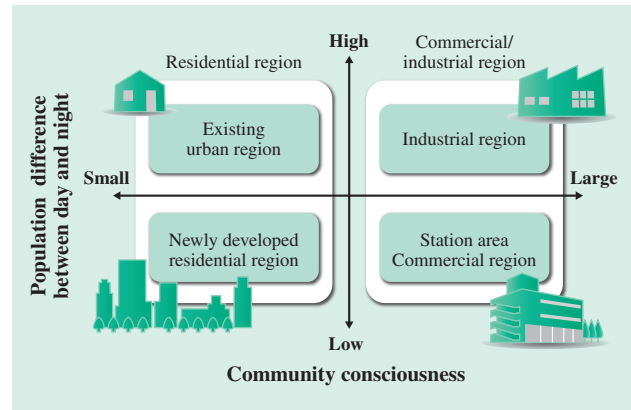 High
Residential region
Commercial/
industrial region
Population difference
between day and night
Existing
urban region
Industrial region
Small
Large
Newly developed
residential region
Station area
Commercial region
Low
Community consciousness